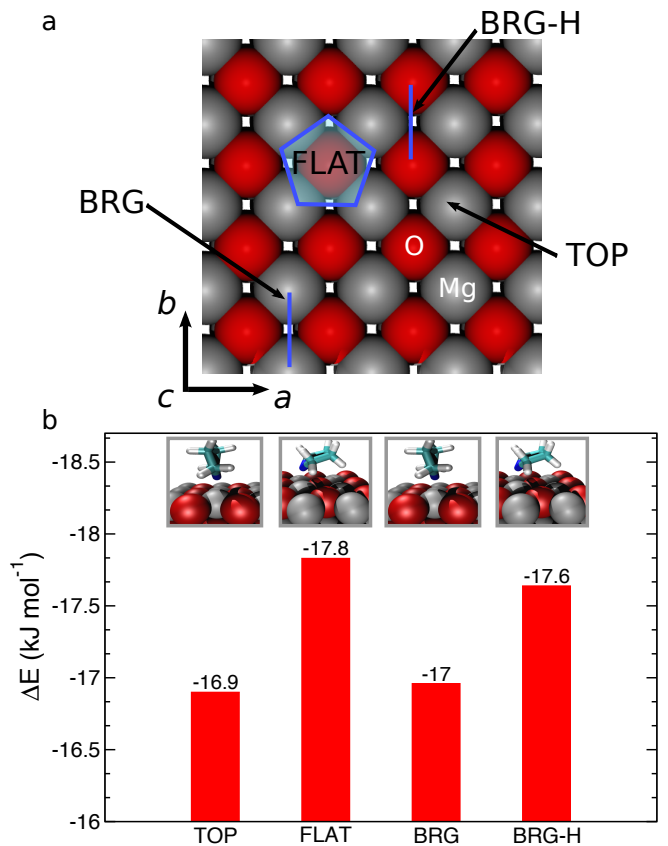 a
BRG-H
FLAT
BRG
O
TOP
Mg
b
c
a
b
-18.5
-18
-17.5
-17
-16.5
-16
ΔE (kJ mol⁻¹)
-16.9
-17.8
-17
-17.6
TOP
FLAT
BRG
BRG-H